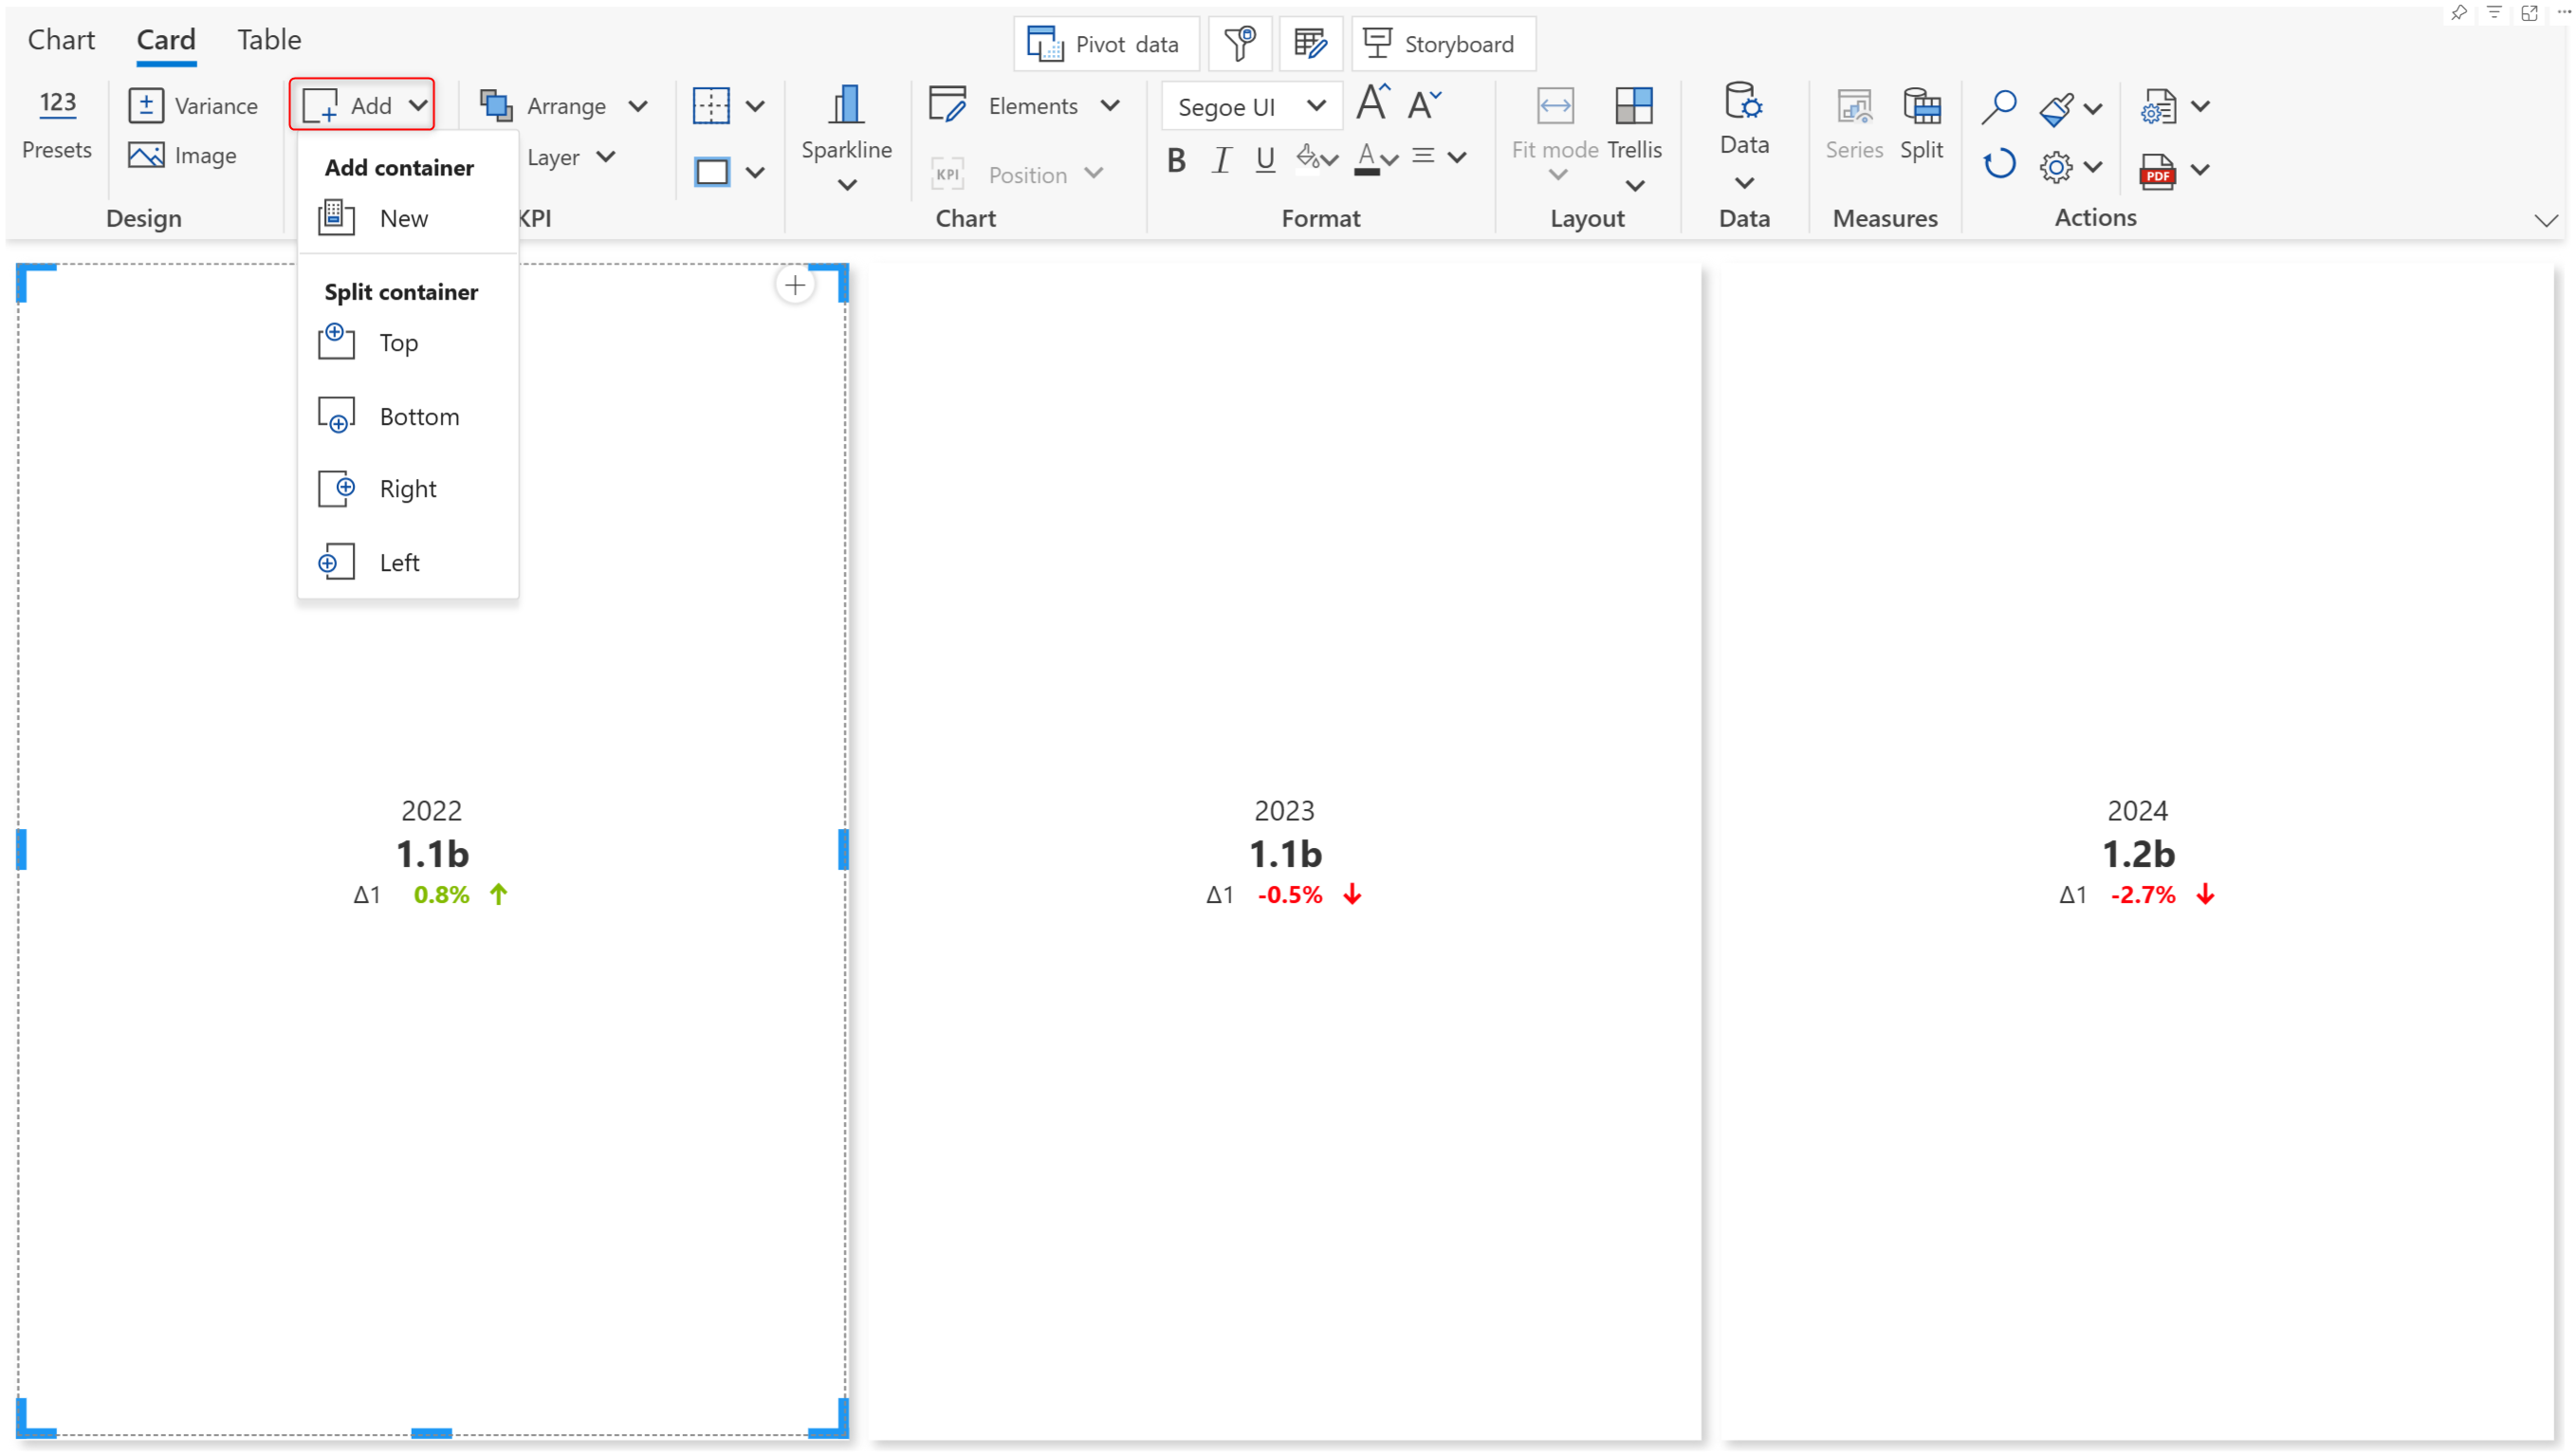 Chart Card Table
Pivot data
Storyboard
123
Presets
Variance
Image
Design
Add
Arrange
Layer
KPI
Add container
New
Split container
Top
Bottom
Right
Left
Sparkline
Elements
KPI Position
Chart
Segoe UI
A A
B I U A
Format
Fit mode
Trellis
Layout
Data
Data
Series
Split
Measures
PDF
Actions
2022
1.1b
Δ1 0.8%
2023
1.1b
Δ1 -0.5%
2024
1.2b
Δ1 -2.7%